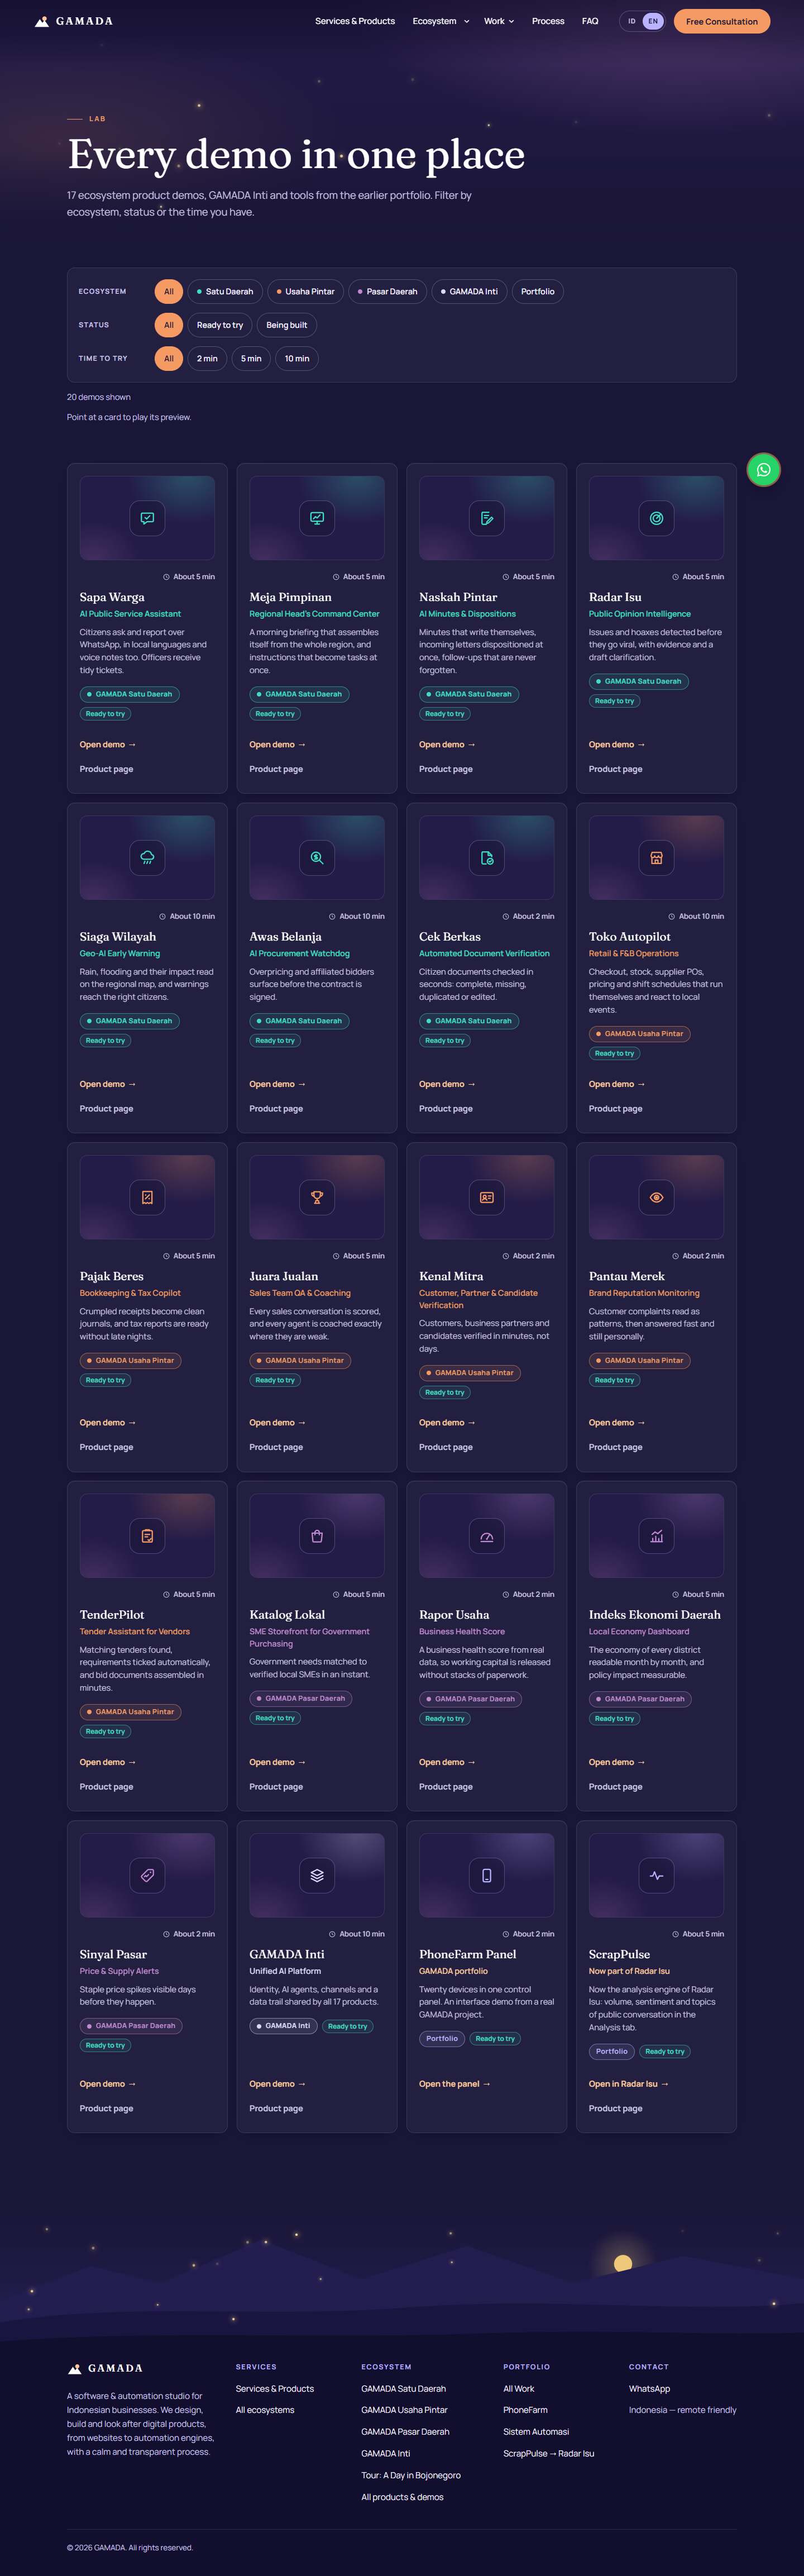 GAMADA
Services & Products
Ecosystem
Work
Process
FAQ
ID
EN
Free Consultation
LAB
Every demo in one place
17 ecosystem product demos, GAMADA Inti and tools from the earlier portfolio. Filter by
ecosystem, status or the time you have.
ECOSYSTEM
All
Satu Daerah
Usaha Pintar
Pasar Daerah
GAMADA Inti
Portfolio
STATUS
All
Ready to try
Being built
TIME TO TRY
All
2 min
5 min
10 min
20 demos shown
Point at a card to play its preview.
About 5 min
Sapa Warga
AI Public Service Assistant
Citizens ask and report over
WhatsApp, in local languages and
voice notes too. Officers receive
tidy tickets.
GAMADA Satu Daerah
Ready to try
Open demo →
Product page
About 5 min
Meja Pimpinan
Regional Head's Command Center
A morning briefing that assembles
itself from the whole region, and
instructions that become tasks at
once.
GAMADA Satu Daerah
Ready to try
Open demo →
Product page
About 5 min
Naskah Pintar
AI Minutes & Dispositions
Minutes that write themselves,
incoming letters dispositioned at
once, follow-ups that are never
forgotten.
GAMADA Satu Daerah
Ready to try
Open demo →
Product page
About 5 min
Radar Isu
Public Opinion Intelligence
Issues and hoaxes detected before
they go viral, with evidence and a
draft clarification.
GAMADA Satu Daerah
Ready to try
Open demo →
Product page
About 10 min
Siaga Wilayah
Geo-AI Early Warning
Rain, flooding and their impact read
on the regional map, and warnings
reach the right citizens.
GAMADA Satu Daerah
Ready to try
Open demo →
Product page
About 10 min
Awas Belanja
AI Procurement Watchdog
Overpricing and affiliated bidders
surface before the contract is
signed.
GAMADA Satu Daerah
Ready to try
Open demo →
Product page
About 2 min
Cek Berkas
Automated Document Verification
Citizen documents checked in
seconds: complete, missing,
duplicated or edited.
GAMADA Satu Daerah
Ready to try
Open demo →
Product page
About 10 min
Toko Autopilot
Retail & F&B Operations
Checkout, stock, supplier POs,
pricing and shift schedules that run
themselves and react to local
events.
GAMADA Usaha Pintar
Ready to try
Open demo →
Product page
About 5 min
Pajak Beres
Bookkeeping & Tax Copilot
Crumpled receipts become clean
journals, and tax reports are ready
without late nights.
GAMADA Usaha Pintar
Ready to try
Open demo →
Product page
About 5 min
Juara Jualan
Sales Team QA & Coaching
Every sales conversation is scored,
and every agent is coached exactly
where they are weak.
GAMADA Usaha Pintar
Ready to try
Open demo →
Product page
About 2 min
Kenal Mitra
Customer, Partner & Candidate
Verification
Customers, business partners and
candidates verified in minutes, not
days.
GAMADA Usaha Pintar
Ready to try
Open demo →
Product page
About 2 min
Pantau Merek
Brand Reputation Monitoring
Customer complaints read as
patterns, then answered fast and
still personally.
GAMADA Usaha Pintar
Ready to try
Open demo →
Product page
About 5 min
TenderPilot
Tender Assistant for Vendors
Matching tenders found,
requirements ticked automatically,
and bid documents assembled in
minutes.
GAMADA Usaha Pintar
Ready to try
Open demo →
Product page
About 5 min
Katalog Lokal
SME Storefront for Government
Purchasing
Government needs matched to
verified local SMEs in an instant.
GAMADA Pasar Daerah
Ready to try
Open demo →
Product page
About 2 min
Rapor Usaha
Business Health Score
A business health score from real
data, so working capital is released
without stacks of paperwork.
GAMADA Pasar Daerah
Ready to try
Open demo →
Product page
About 5 min
Indeks Ekonomi Daerah
Local Economy Dashboard
The economy of every district
readable month by month, and
policy impact measurable.
GAMADA Pasar Daerah
Ready to try
Open demo →
Product page
About 2 min
Sinyal Pasar
Price & Supply Alerts
Staple price spikes visible days
before they happen.
GAMADA Pasar Daerah
Ready to try
Open demo →
Product page
About 10 min
GAMADA Inti
Unified AI Platform
Identity, AI agents, channels and a
data trail shared by all 17 products.
GAMADA Inti
Ready to try
Open demo →
Product page
About 2 min
PhoneFarm Panel
GAMADA portfolio
Twenty devices in one control
panel. An interface demo from a real
GAMADA project.
Portfolio
Ready to try
Open the panel →
About 5 min
ScrapPulse
Now part of Radar Isu
Now the analysis engine of Radar
Isu: volume, sentiment and topics
of public conversation in the
Analysis tab.
Portfolio
Ready to try
Open in Radar Isu →
Product page
GAMADA
A software & automation studio for
Indonesian businesses. We design,
build and look after digital products,
from websites to automation engines,
with a calm and transparent process.
SERVICES
Services & Products
All ecosystems
ECOSYSTEM
GAMADA Satu Daerah
GAMADA Usaha Pintar
GAMADA Pasar Daerah
GAMADA Inti
Tour: A Day in Bojonegoro
All products & demos
PORTFOLIO
All Work
PhoneFarm
Sistem Automasi
ScrapPulse → Radar Isu
CONTACT
WhatsApp
Indonesia — remote friendly
© 2026 GAMADA. All rights reserved.